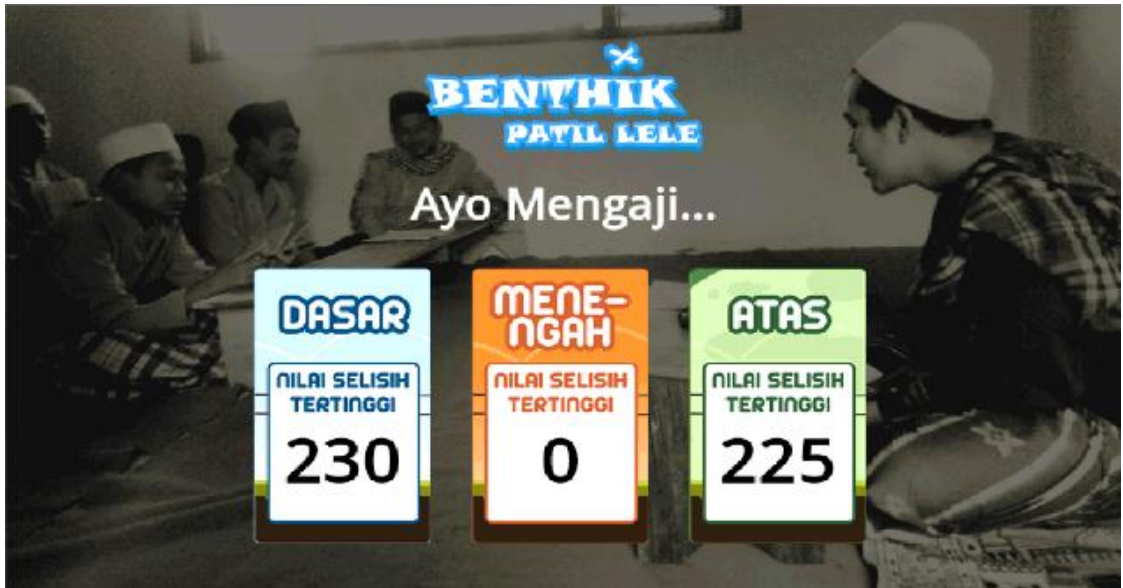 BENTHIK
PATIL LELE
Ayo Mengaji...
DASAR
NILAI SELISIH
TERTINGGI
230
MENE-
NGAH
NILAI SELISIH
TERTINGGI
0
ATAS
NILAI SELISIH
TERTINGGI
225